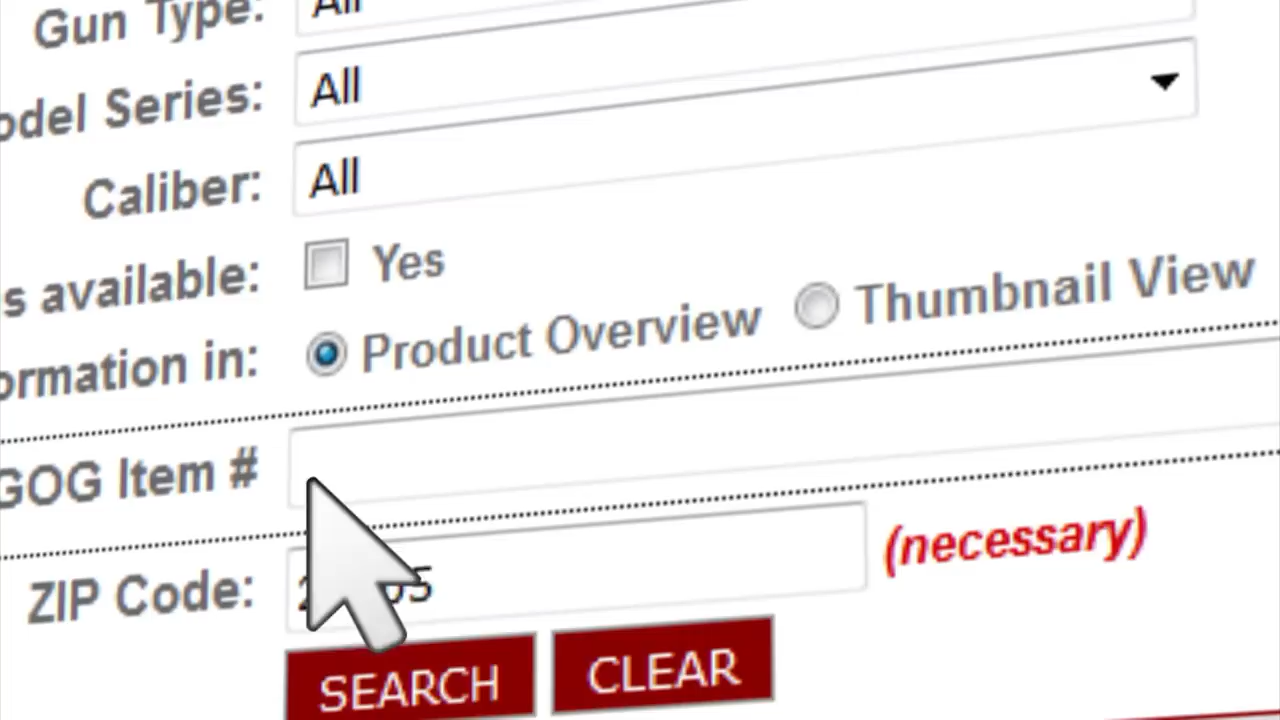 Gun Type: All
odel Series: All
Caliber: All
s available: Yes
ormation in: Product Overview Thumbnail View
GOG Item #
ZIP Code: (necessary)
SEARCH CLEAR